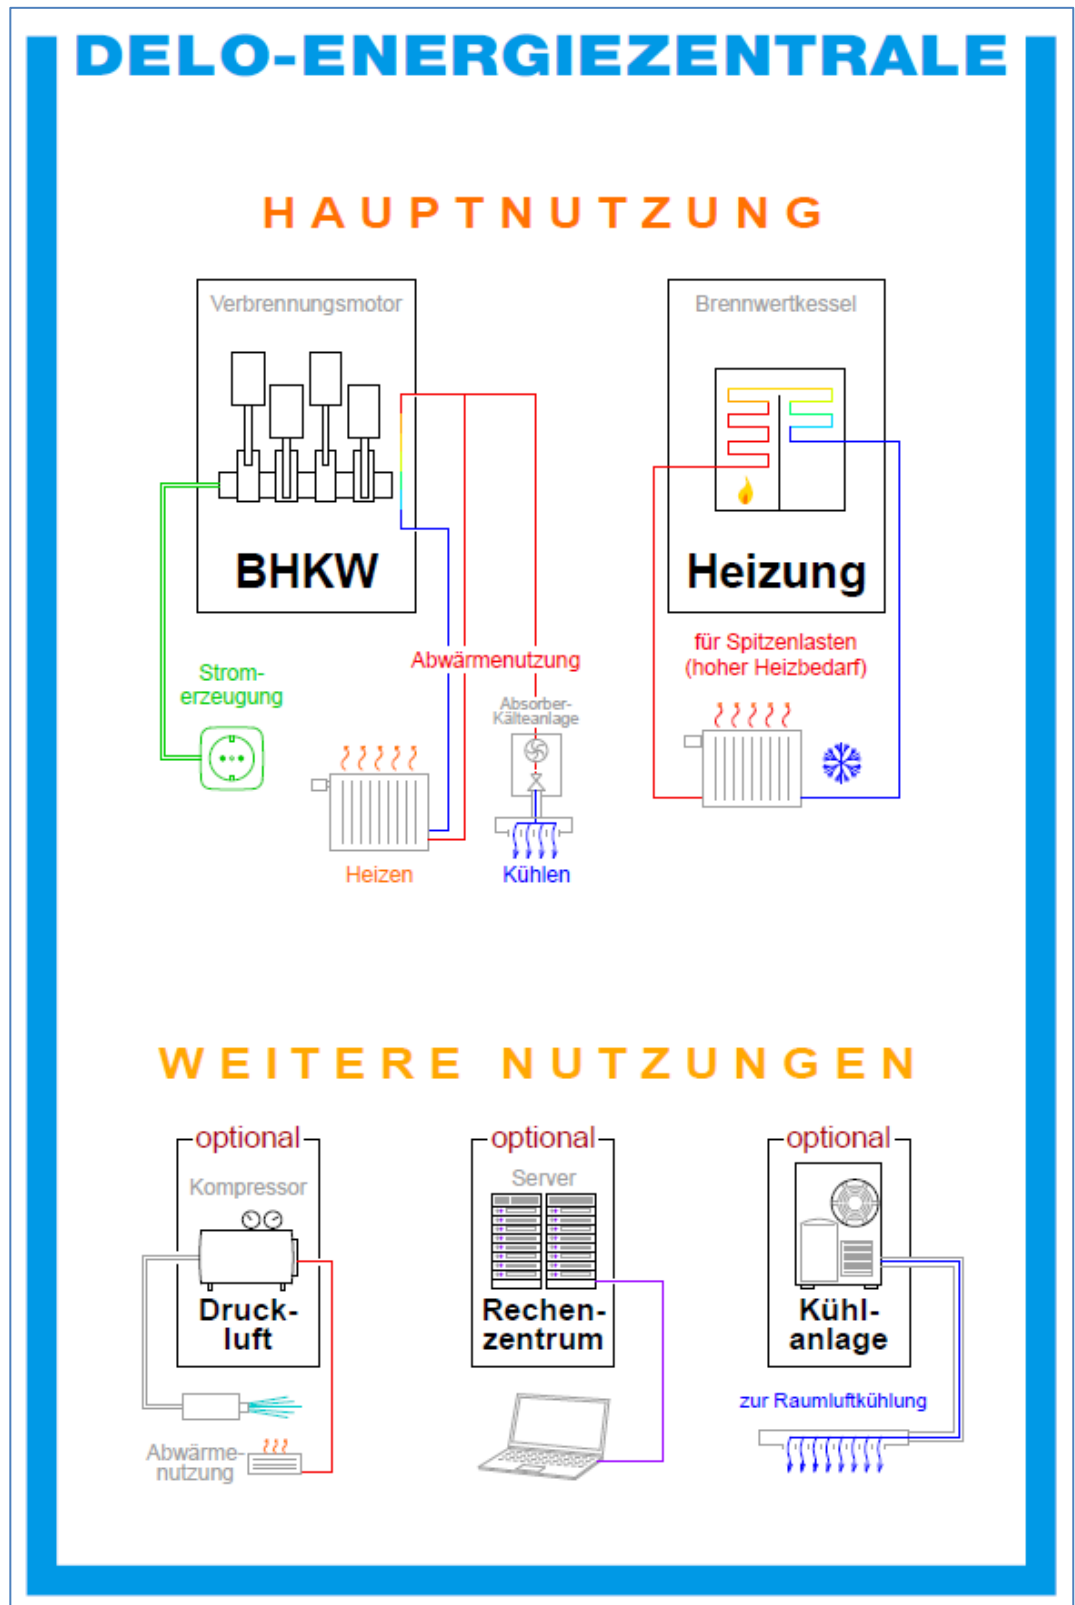 DELO-ENERGIEZENTRALE
HAUPTNUTZUNG
Verbrennungsmotor
BHKW
Strom-
erzeugung
Abwärmenutzung
Absorber-
Kälteanlage
Heizen
Kühlen
Brennwertkessel
Heizung
für Spitzenlasten
(hoher Heizbedarf)
WEITERE NUTZUNGEN
optional
Kompressor
Druck-
luft
Abwärme-
nutzung
optional
Server
Rechen-
zentrum
optional
Kühl-
anlage
zur Raumluftkühlung